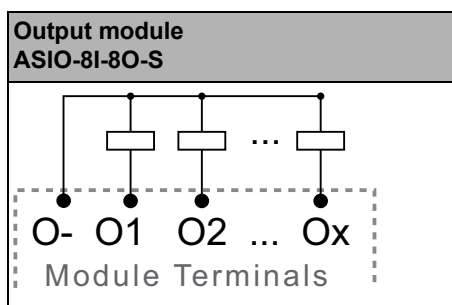 Output module
ASIO-8I-8O-S
...
O- O1 O2 ... Ox
Module Terminals